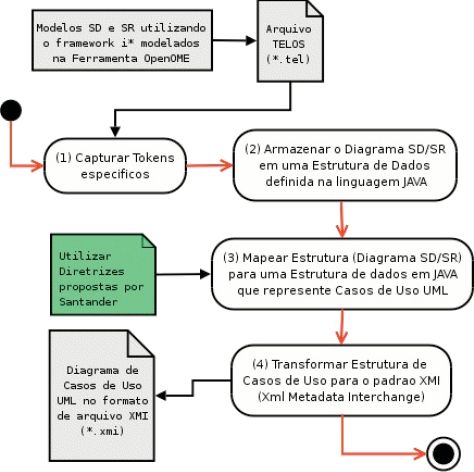 Modelos SD e SR utilizando
o framework i* modelados
na Ferramenta OpenOME
Arquivo
TELOS
(*.tel)
(1) Capturar Tokens
especificos
(2) Armazenar o Diagrama SD/SR
em uma Estrutura de Dados
definida na linguagem JAVA
Utilizar
Diretrizes
propostas por
Santander
(3) Mapear Estrutura (Diagrama SD/SR)
para uma Estrutura de dados em JAVA
que represente Casos de Uso UML
Diagrama de
Casos de Uso
UML no formato
de arquivo XMI
(*.xmi)
(4) Transformar Estrutura de
Casos de Uso para o padrao XMI
(Xml Metadata Interchange)